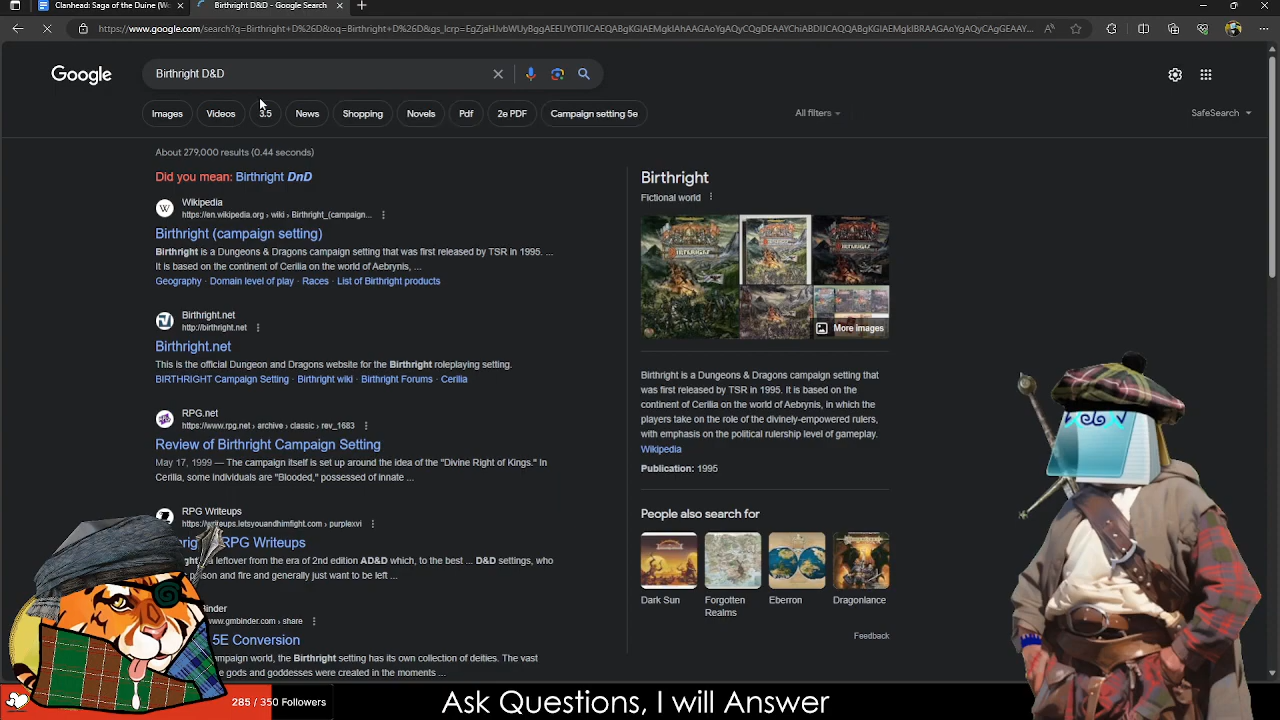 Clanheed: Saga of the Duine (Wo
Birthright D&D - Google Search
https://www.google.com/search?q=Birthright+D%26D&oq=Birthright+D%26D&gs_lcrp=
Google
Birthright D&D
Images
Videos
3.5
News
Shopping
Novels
Pdf
2e PDF
Campaign setting 5e
All filters
SafeSearch
About 279,000 results (0.44 seconds)
Did you mean: Birthright DnD
Wikipedia
https://en.wikipedia.org › wiki › Birthright_(campaign...
Birthright (campaign setting)
Birthright is a Dungeons & Dragons campaign setting that was first released by TSR in 1995. ...
It is based on the continent of Cerilia on the world of Aebrynis, ...
Geography · Domain level of play · Races · List of Birthright products
Birthright.net
http://birthright.net
Birthright.net
This is the official Dungeon and Dragons website for the Birthright roleplaying setting.
BIRTHRIGHT Campaign Setting · Birthright wiki · Birthright Forums · Cerilia
RPG.net
https://www.rpg.net › archive › classic › rev_1683
Review of Birthright Campaign Setting
May 17, 1999 — The campaign itself is set up around the idea of the "Divine Right of Kings." In
Cerilia, some individuals are "Blooded," possessed of innate ...
RPG Writeups
https://writeups.letsyouandhimfight.com › purplexvi
RPG Writeups
a leftover from the era of 2nd edition AD&D which, to the best ... D&D settings, who
and fire and generally just want to be left ...
Binder
ww.gmbinder.com › share
5E Conversion
world, the Birthright setting has its own collection of deities. The vast
gods and goddesses were created in the moments ...
Birthright
Fictional world
More images
Birthright is a Dungeons & Dragons campaign setting that
was first released by TSR in 1995. It is based on the
continent of Cerilia on the world of Aebrynis, in which the
players take on the role of the divinely-empowered rulers,
with emphasis on the political rulership level of gameplay.
Wikipedia
Publication: 1995
People also search for
Dark Sun
Forgotten
Realms
Eberron
Dragonlance
Feedback
285 / 350 Followers
Ask Questions, I will Answer